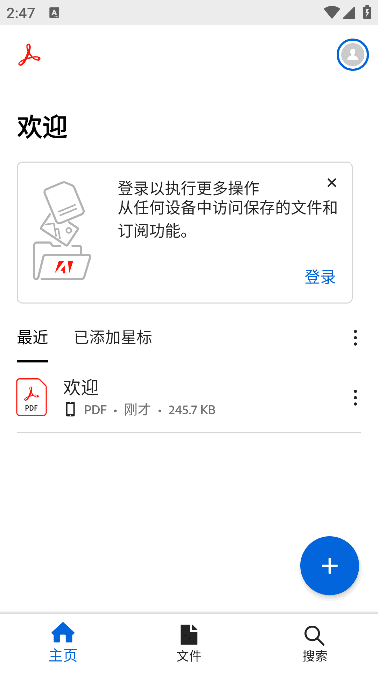 2:47
欢迎
登录以执行更多操作
从任何设备中访问保存的文件和
订阅功能。
登录
最近 已添加星标
欢迎
PDF
PDF • 刚才 • 245.7 KB
主页 文件 搜索